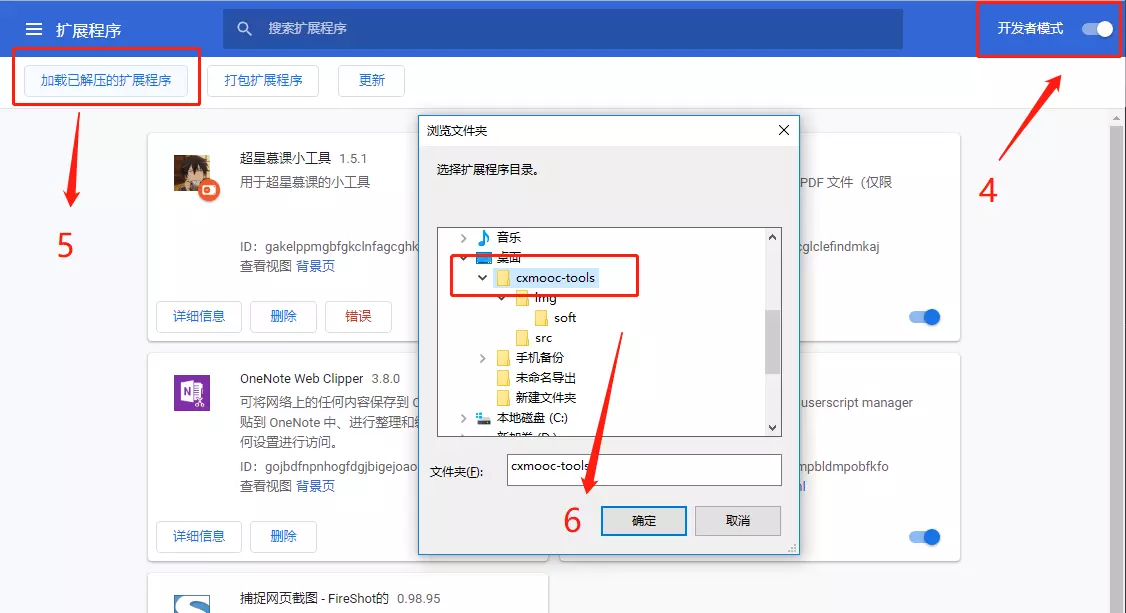 扩展程序
搜索扩展程序
开发者模式
加载已解压的扩展程序
打包扩展程序
更新
4
5
超星慕课小工具 1.5.1
用于超星慕课的小工具
ID: gakelppmgbfgkclnfagcghk
查看视图 背景页
详细信息
删除
错误
PDF 文件（仅限
cglclefindmkaj
浏览文件夹
选择扩展程序目录。
音乐
桌面
cxmooc-tools
img
soft
src
手机备份
未命名导出
新建文件夹
本地磁盘 (C:)
文件夹(F):
cxmooc-tools
6
确定
取消
OneNote Web Clipper 3.8.0
可将网络上的任何内容保存到
贴到 OneNote 中、进行整理和
何设置进行访问。
ID: gojbdfnpnhogfdgjbigejoao
查看视图 背景页
详细信息
删除
userscript manager
mpbldmpobfkfo
捕捉网页截图 - FireShot的 0.98.95